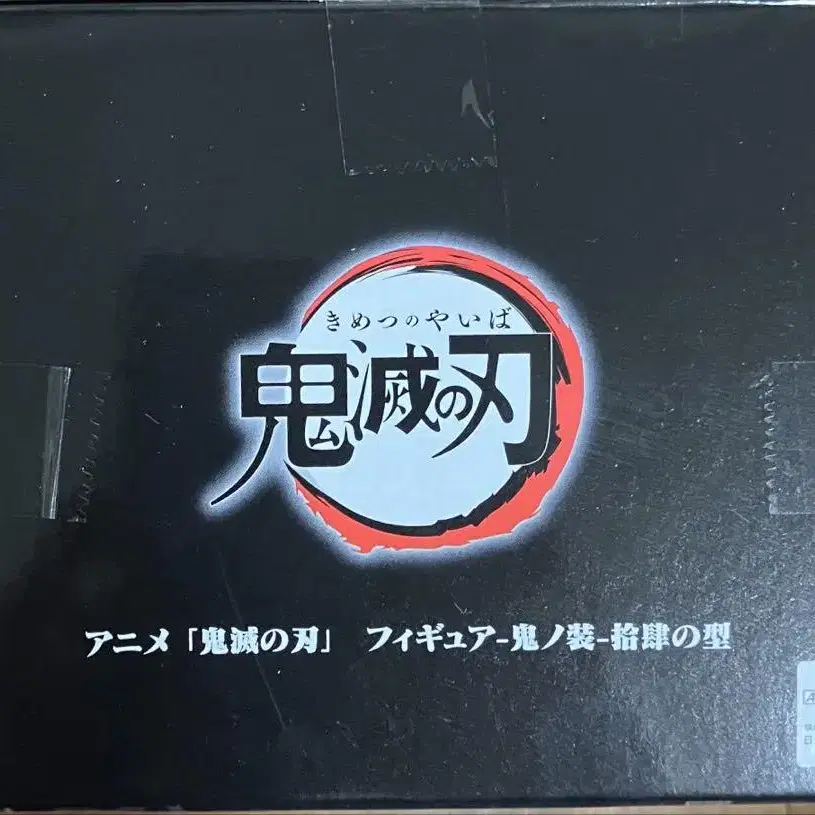 きめつのやいば
鬼滅の刃
アニメ「鬼滅の刃」 フィギュア-鬼ノ装-拾肆の型